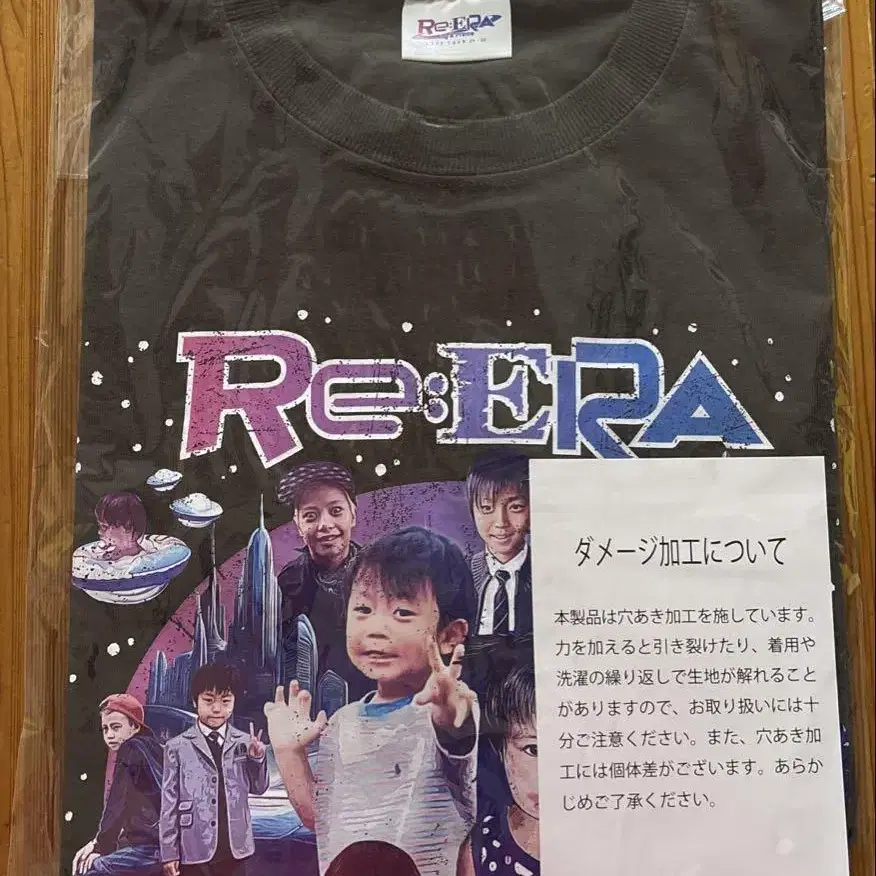 Re:ERA
Re:ERA
ダメージ加工について
本製品は穴あき加工を施しています。
力を加えると引き裂けたり、着用や
洗濯の繰り返しで生地が解れること
がありますので、お取り扱いには十
分ご注意ください。また、穴あき加
工には個体差がございます。あらか
じめご了承ください。